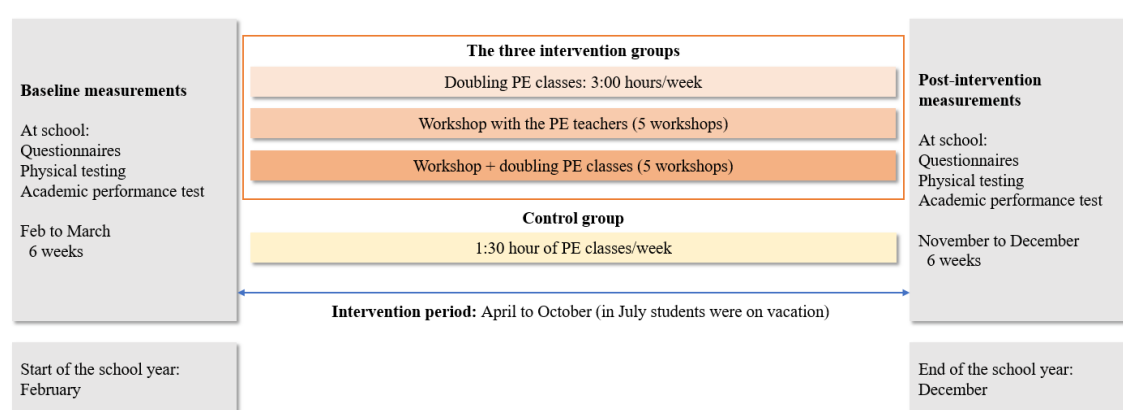 Baseline measurements
At school:
Questionnaires
Physical testing
Academic performance test
Feb to March
6 weeks
The three intervention groups
Doubling PE classes: 3:00 hours/week
Workshop with the PE teachers (5 workshops)
Workshop + doubling PE classes (5 workshops)
Control group
1:30 hour of PE classes/week
Intervention period: April to October (in July students were on vacation)
Post-intervention
measurements
At school:
Questionnaires
Physical testing
Academic performance test
November to December
6 weeks
Start of the school year:
February
End of the school year:
December